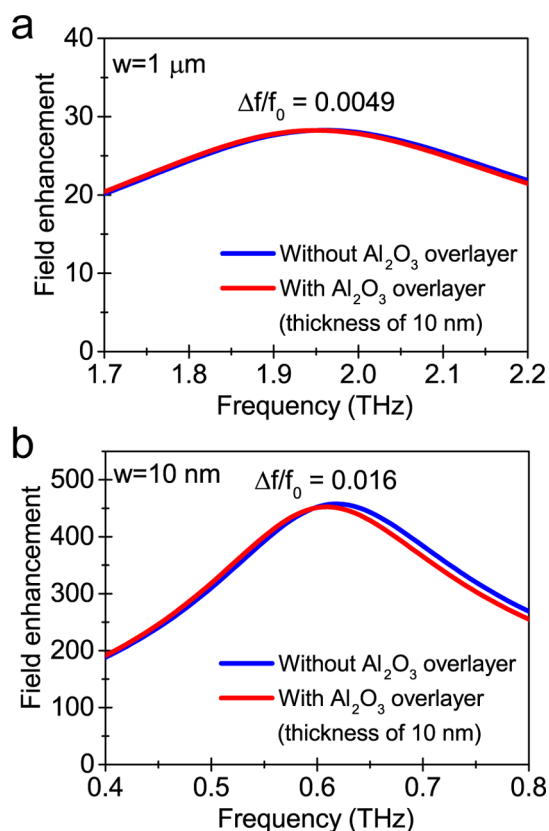 a
w=1 μm
Δf/f₀ = 0.0049
40
30
20
10
0
Field enhancement
Without Al₂O₃ overlayer
With Al₂O₃ overlayer
(thickness of 10 nm)
1.7 1.8 1.9 2.0 2.1 2.2
Frequency (THz)
b
w=10 nm
Δf/f₀ = 0.016
500
400
300
200
100
0
Field enhancement
Without Al₂O₃ overlayer
With Al₂O₃ overlayer
(thickness of 10 nm)
0.4 0.5 0.6 0.7 0.8
Frequency (THz)